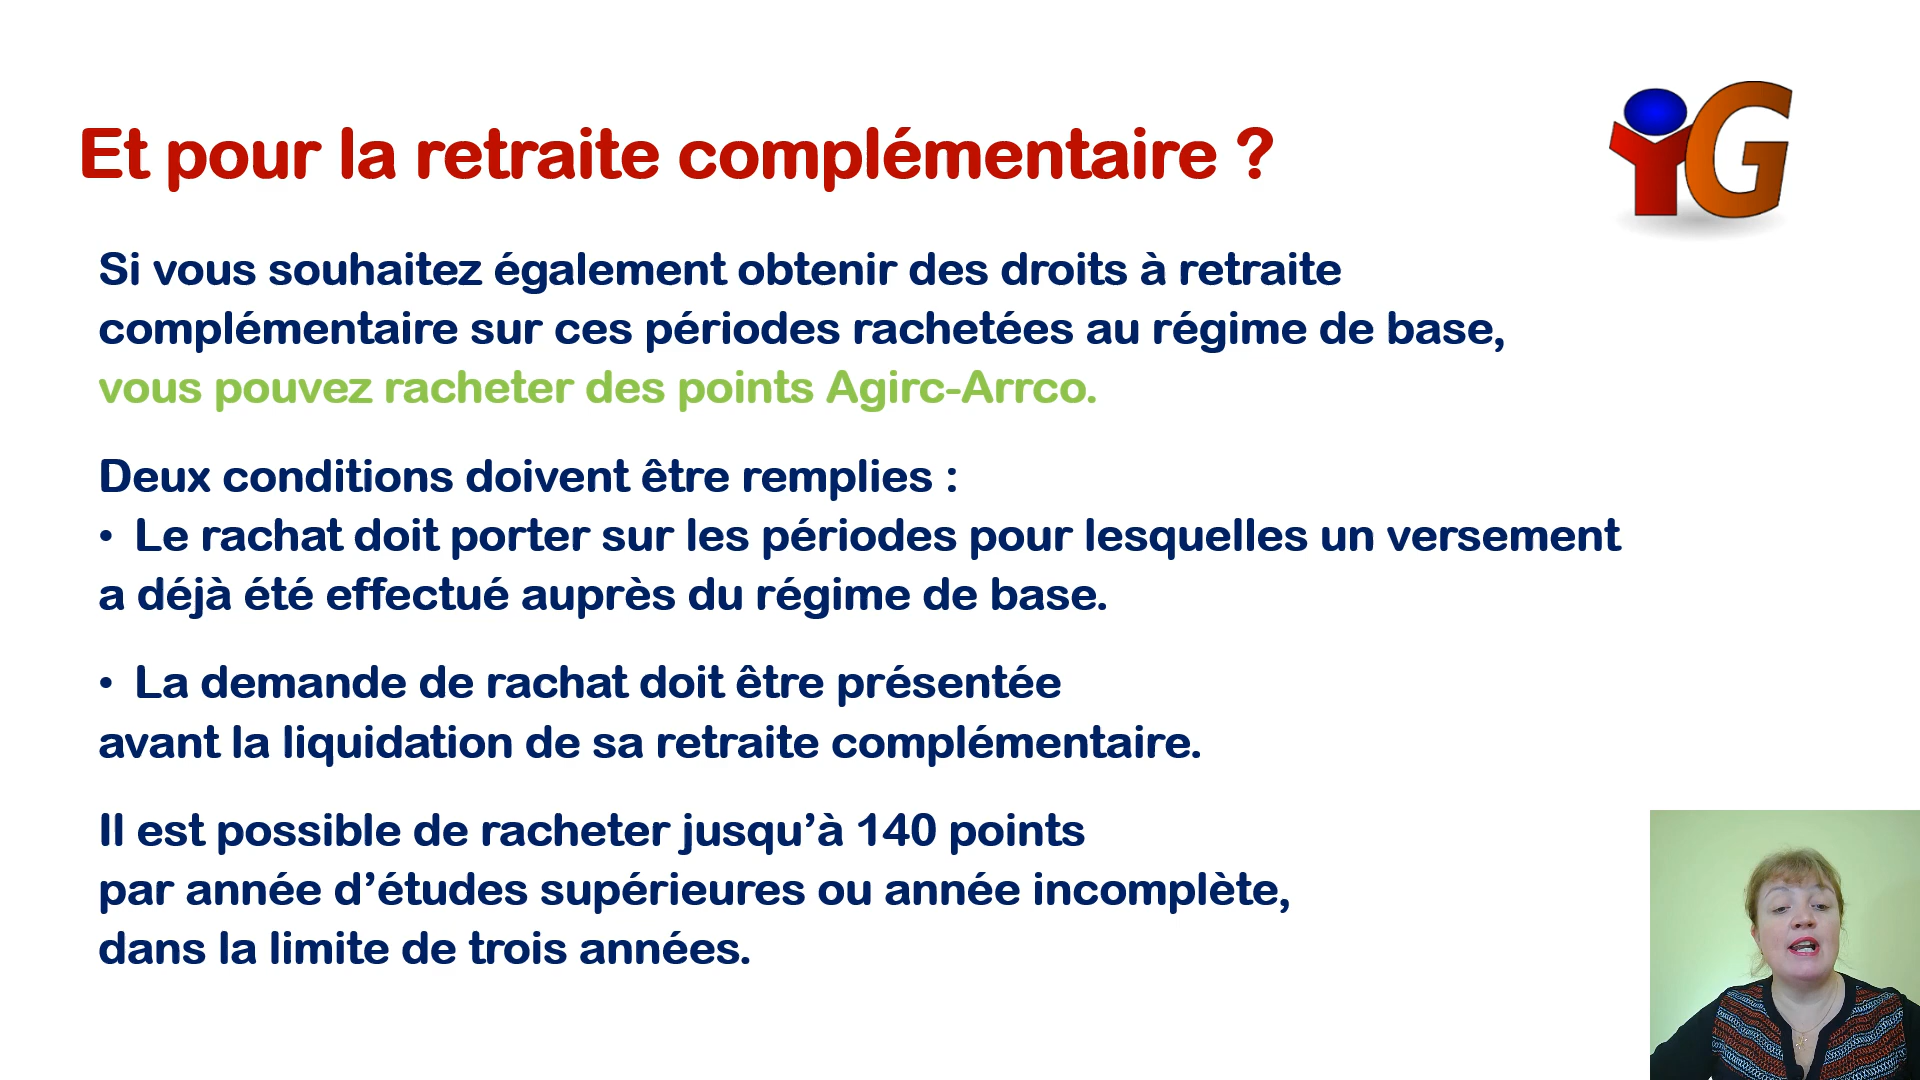 Et pour la retraite complémentaire ?
iG
Si vous souhaitez également obtenir des droits à retraite
complémentaire sur ces périodes rachetées au régime de base,
vous pouvez racheter des points Agirc-Arrco.
Deux conditions doivent être remplies :
• Le rachat doit porter sur les périodes pour lesquelles un versement
a déjà été effectué auprès du régime de base.
• La demande de rachat doit être présentée
avant la liquidation de sa retraite complémentaire.
Il est possible de racheter jusqu’à 140 points
par année d’études supérieures ou année incomplète,
dans la limite de trois années.